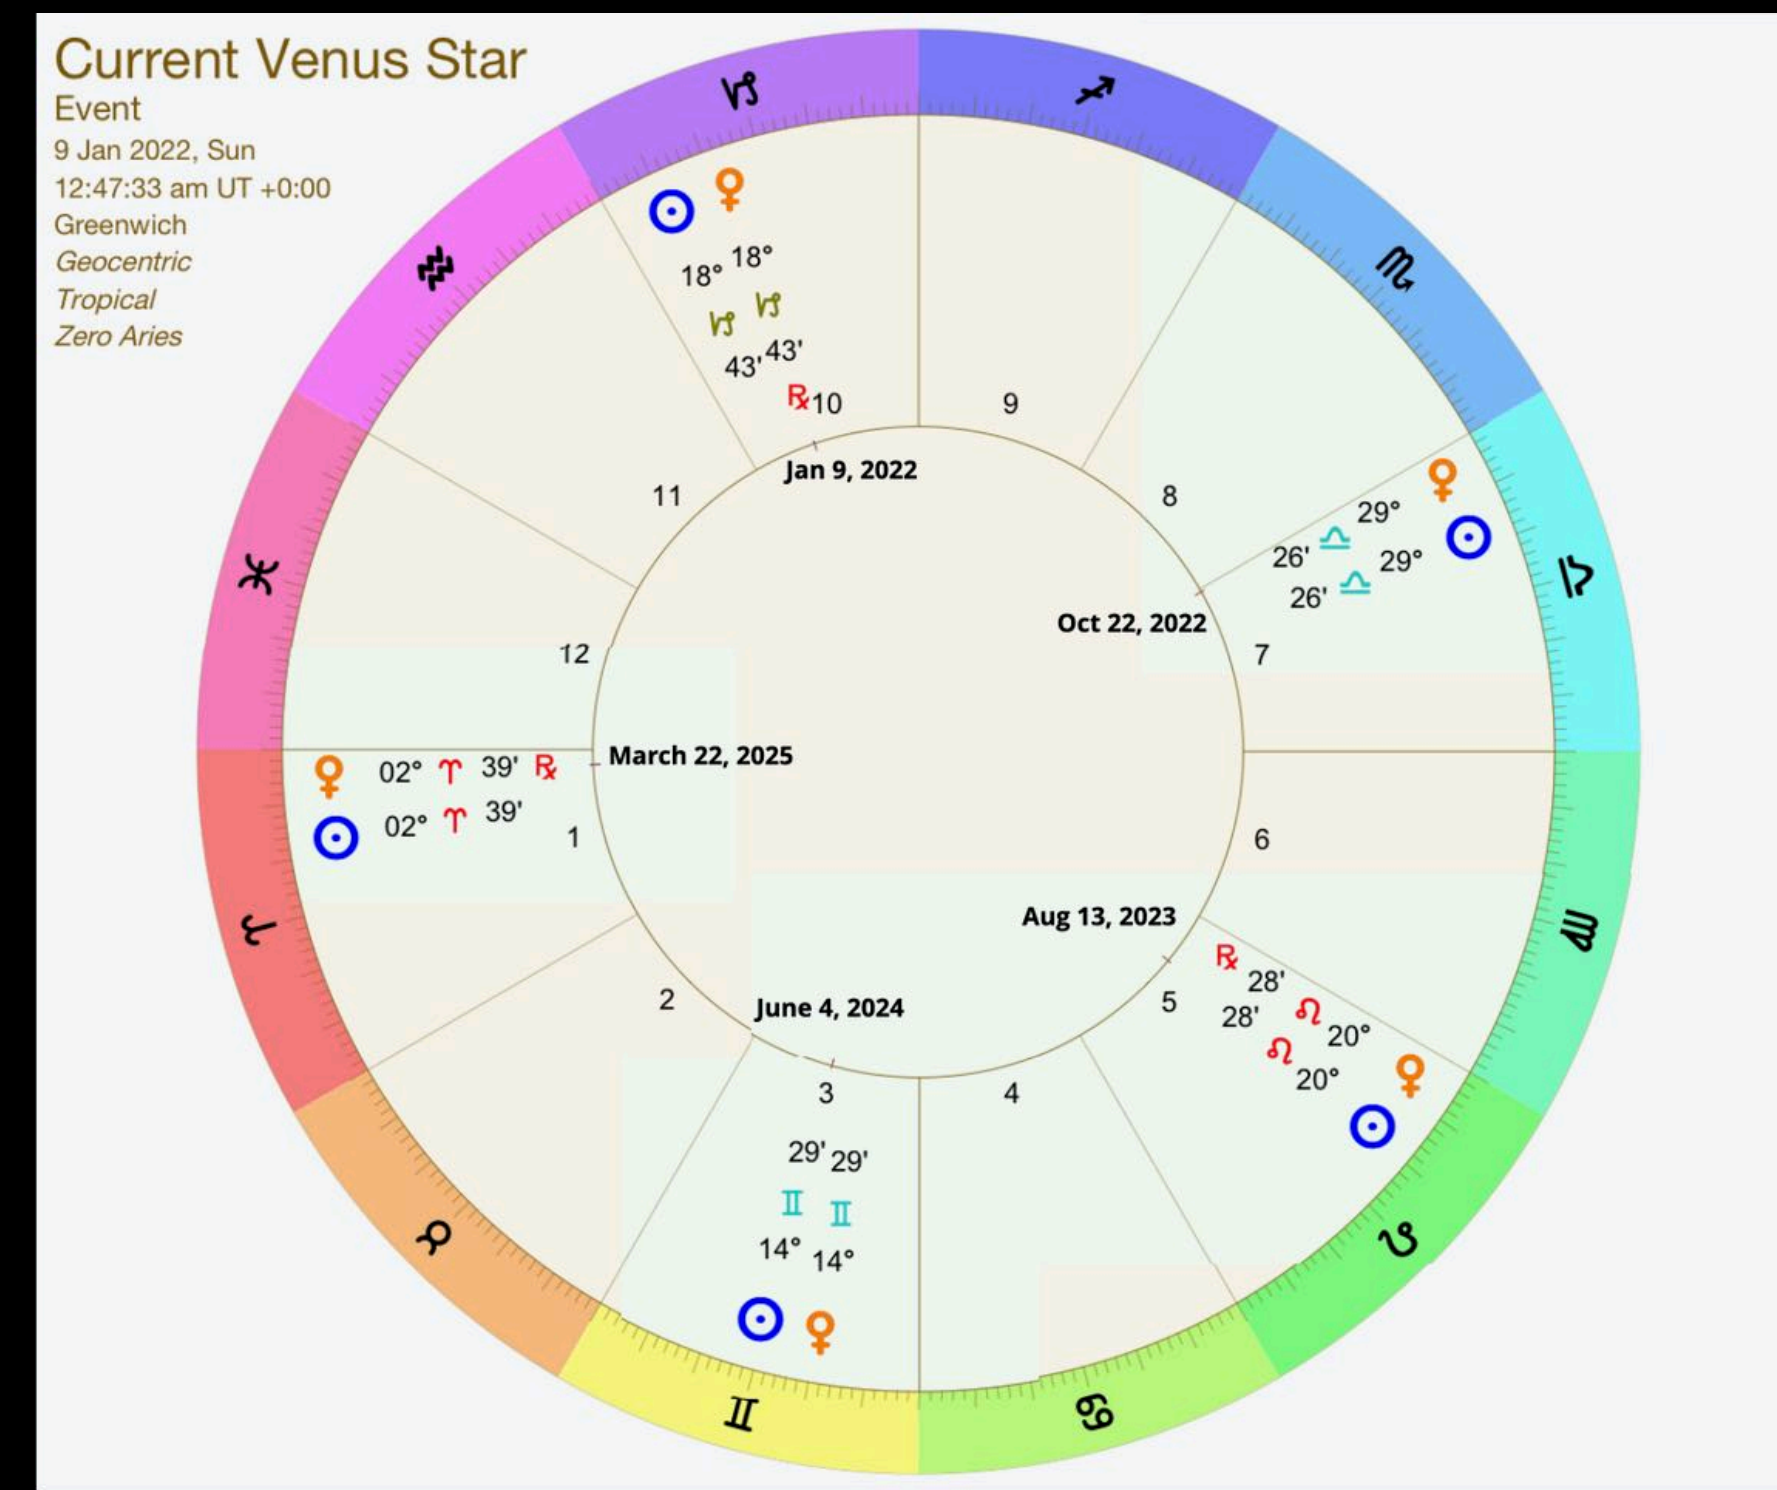 Current Venus Star
Event
9 Jan 2022, Sun
12:47:33 am UT +0:00
Greenwich
Geocentric
Tropical
Zero Aries
♑
♐
♒
♏
♓
♎
♈
♍
♉
♌
♊
♋
☉ ♀
18° 18°
♑ ♑
43' 43'
℞ 10
9
Jan 9, 2022
11
8
♀
29° ♎ 26'
☉
29° ♎ 26'
Oct 22, 2022
12
7
♀ 02° ♈ 39' ℞
March 22, 2025
☉ 02° ♈ 39'
1
6
Aug 13, 2023
℞ 28' ♌ 20° ♀
28' ♌ 20° ☉
2
5
June 4, 2024
3
4
29' 29'
♊ ♊
14° 14°
☉ ♀